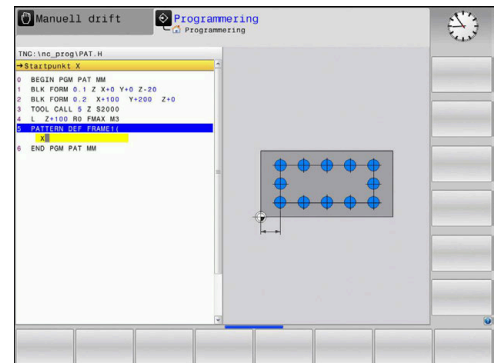 Manuell drift
Programmering
Programmering
TNC:\nc_prog\PAT.H
→Startpunkt X
0 BEGIN PGM PAT MM
1 BLK FORM 0.1 Z X+0 Y+0 Z-20
2 BLK FORM 0.2 X+100 Y+200 Z+0
3 TOOL CALL 5 Z S2000
4 L Z+100 R0 FMAX M3
5 PATTERN DEF FRAME1(
X
6 END PGM PAT MM